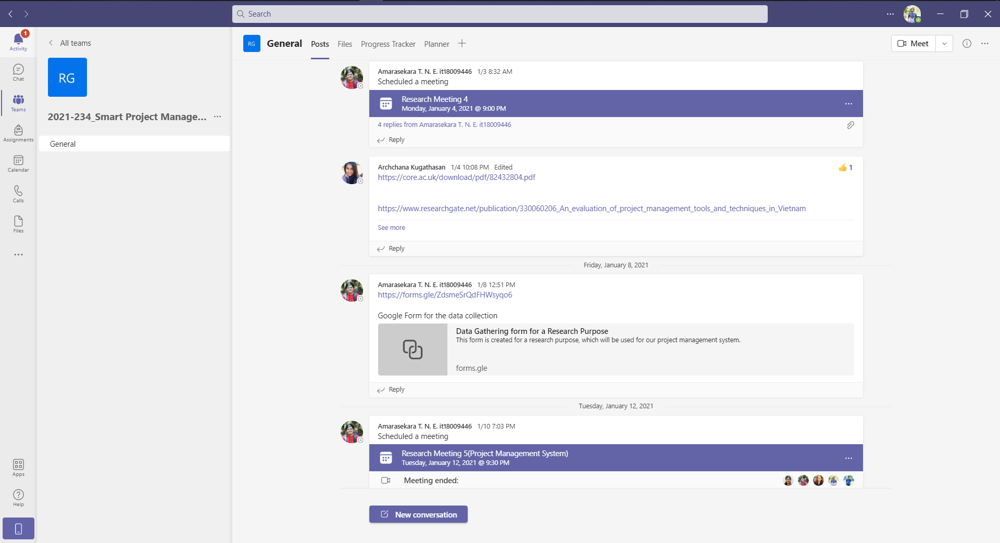 Search
1
Activity
Chat
Teams
Assignments
Calendar
Calls
Files
Apps
Help
All teams
RG
2021-234_Smart Project Manage...
General
RG
General
Posts
Files
Progress Tracker
Planner
Meet
Amarasekara T. N. E. it18009446 1/3 8:32 AM
Scheduled a meeting
Research Meeting 4
Monday, January 4, 2021 @ 9:00 PM
4 replies from Amarasekara T. N. E. it18009446
Reply
Archchana Kugathasan 1/4 10:08 PM Edited
1
https://core.ac.uk/download/pdf/82432804.pdf
https://www.researchgate.net/publication/330060206_An_evaluation_of_project_management_tools_and_techniques_in_Vietnam
See more
Reply
Friday, January 8, 2021
Amarasekara T. N. E. it18009446 1/8 12:51 PM
https://forms.gle/ZdsmeSrQdFHWsyqo6
Google Form for the data collection
Data Gathering form for a Research Purpose
This form is created for a research purpose, which will be used for our project management system.
forms.gle
Reply
Tuesday, January 12, 2021
Amarasekara T. N. E. it18009446 1/10 7:03 PM
Scheduled a meeting
Research Meeting 5(Project Management System)
Tuesday, January 12, 2021 @ 9:30 PM
Meeting ended:
New conversation